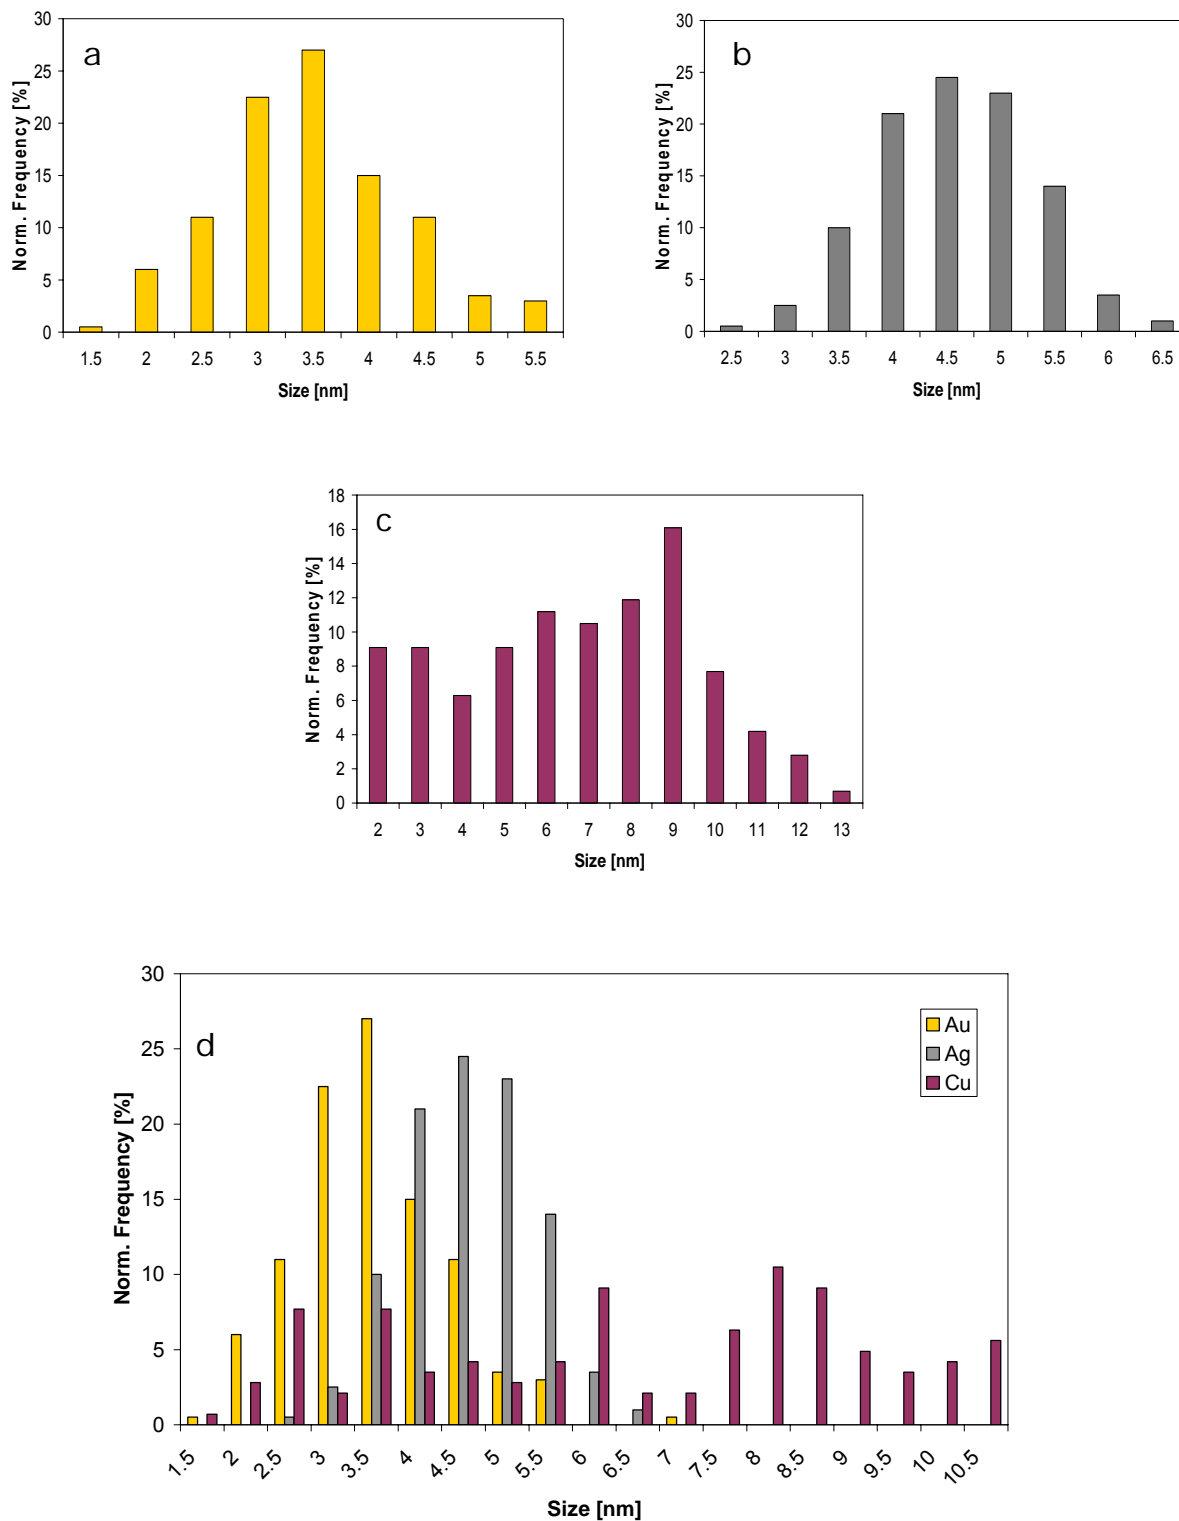 a
Norm. Frequency [%]
30
25
20
15
10
5
0
1.5 2 2.5 3 3.5 4 4.5 5 5.5
Size [nm]
b
Norm. Frequency [%]
30
25
20
15
10
5
0
2.5 3 3.5 4 4.5 5 5.5 6 6.5
Size [nm]
c
Norm. Frequency [%]
18
16
14
12
10
8
6
4
2
0
2 3 4 5 6 7 8 9 10 11 12 13
Size [nm]
d
Norm. Frequency [%]
30
25
20
15
10
5
0
Au
Ag
Cu
1.5 2 2.5 3 3.5 4 4.5 5 5.5 6 6.5 7 7.5 8 8.5 9 9.5 10 10.5
Size [nm]